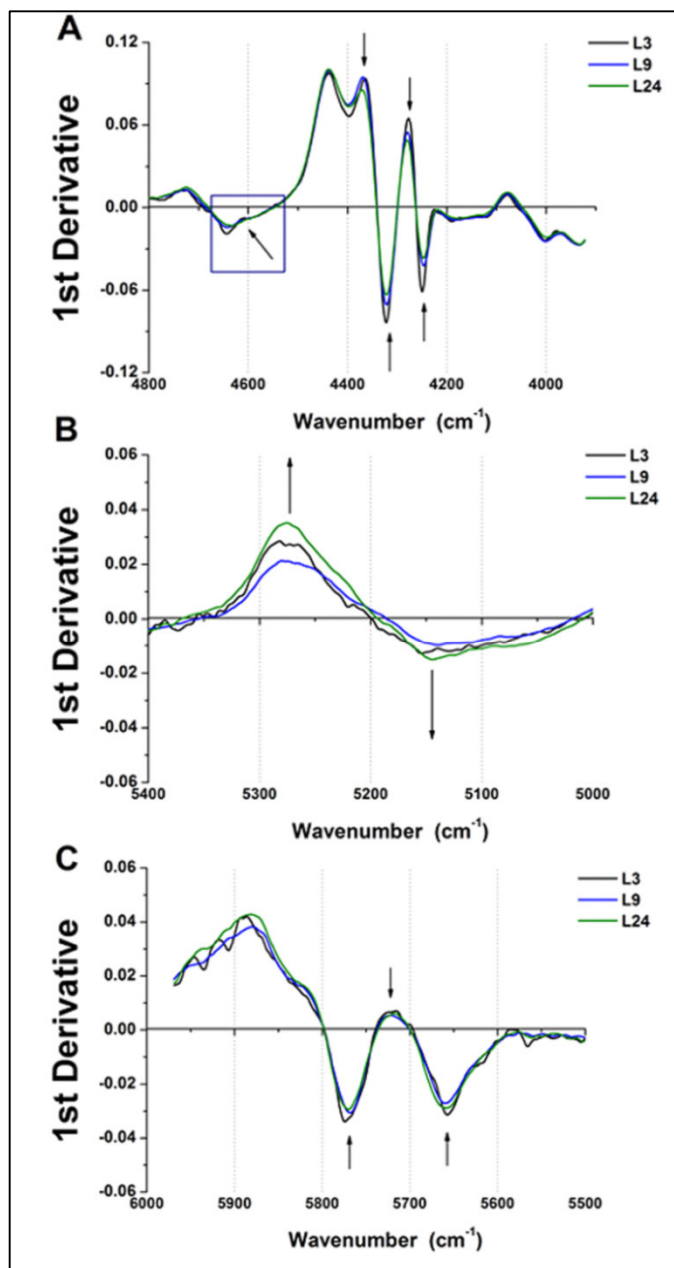 A
0.12
0.06
0.00
-0.06
-0.12
1st Derivative
L3
L9
L24
4800 4600 4400 4200 4000
Wavenumber (cm-1)
B
0.06
0.04
0.02
0.00
-0.02
-0.04
-0.06
1st Derivative
L3
L9
L24
5400 5300 5200 5100 5000
Wavenumber (cm-1)
C
0.06
0.04
0.02
0.00
-0.02
-0.04
-0.06
1st Derivative
L3
L9
L24
6000 5900 5800 5700 5600 5500
Wavenumber (cm-1)